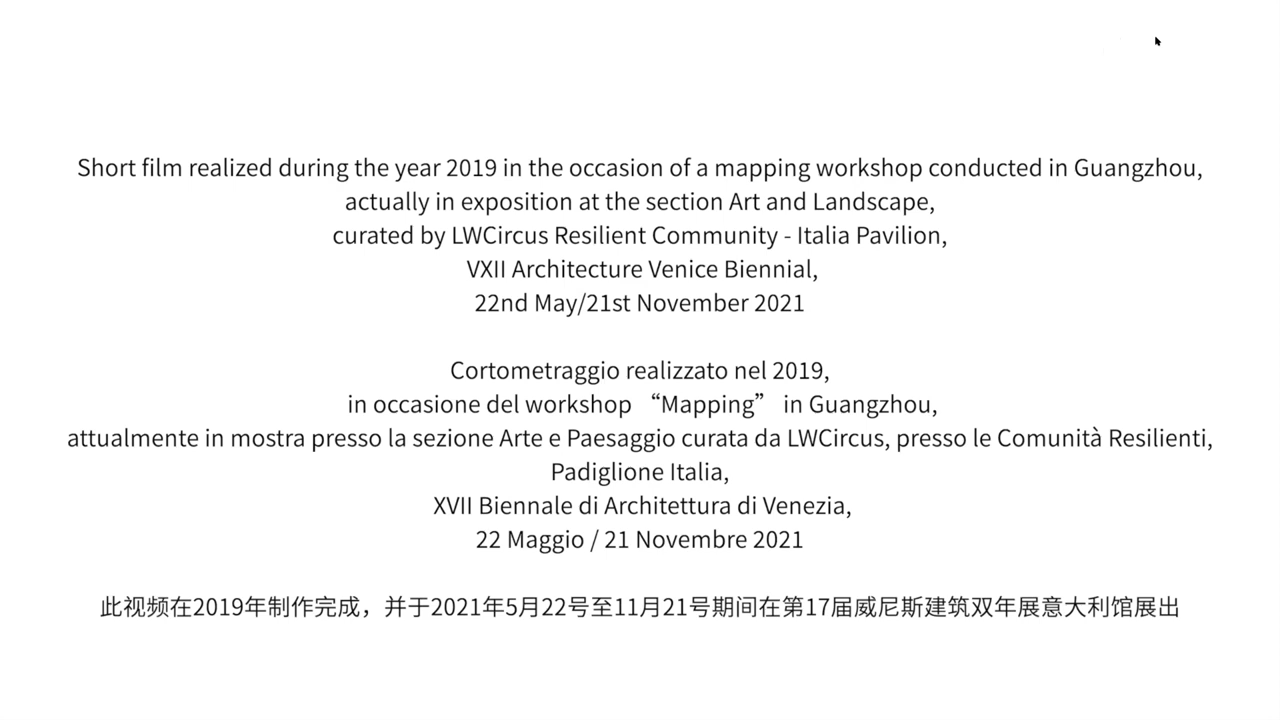 Short film realized during the year 2019 in the occasion of a mapping workshop conducted in Guangzhou,
actually in exposition at the section Art and Landscape,
curated by LWCircus Resilient Community - Italia Pavilion,
VXII Architecture Venice Biennial,
22nd May/21st November 2021
Cortometraggio realizzato nel 2019,
in occasione del workshop “Mapping” in Guangzhou,
attualmente in mostra presso la sezione Arte e Paesaggio curata da LWCircus, presso le Comunità Resilienti,
Padiglione Italia,
XVII Biennale di Architettura di Venezia,
22 Maggio / 21 Novembre 2021
此视频在2019年制作完成，并于2021年5月22号至11月21号期间在第17届威尼斯建筑双年展意大利馆展出